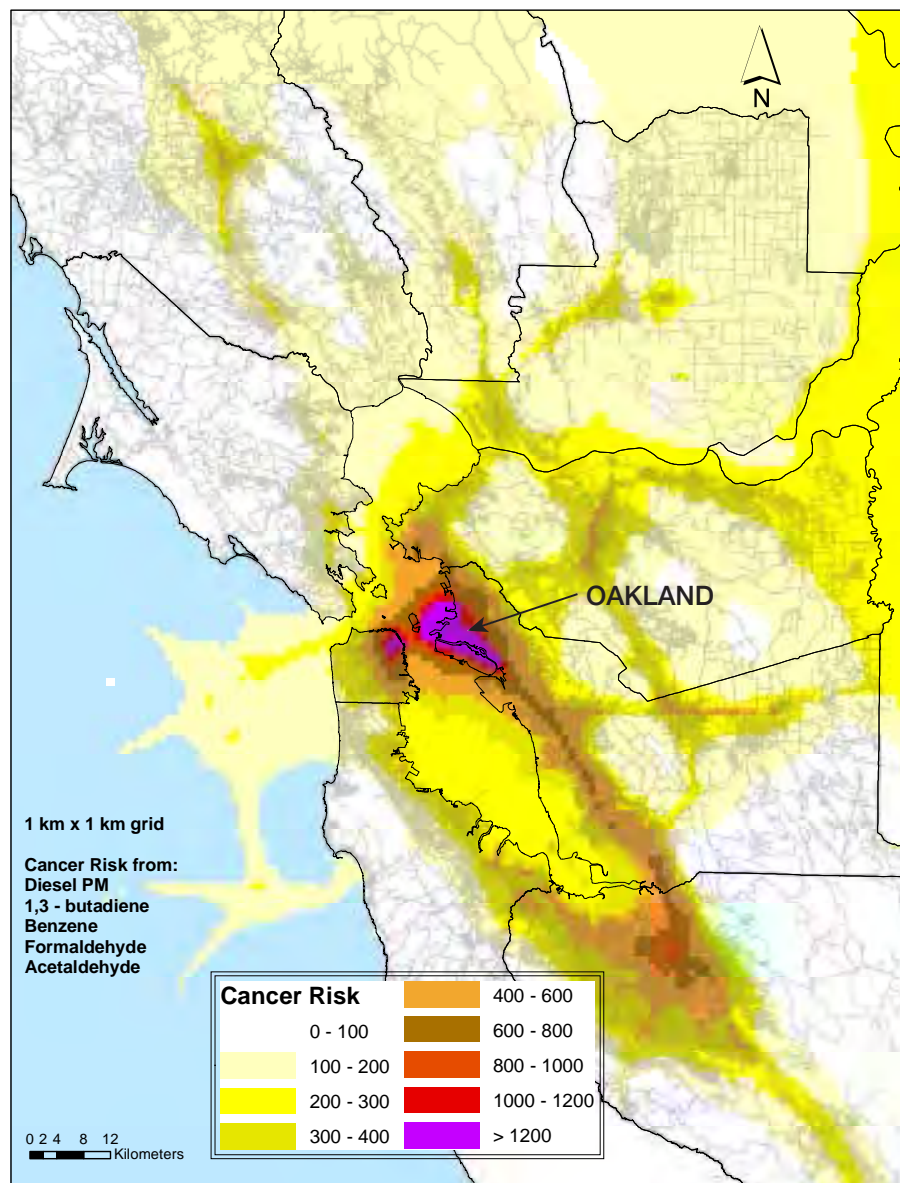 N
OAKLAND
1 km x 1 km grid
Cancer Risk from:
Diesel PM
1,3 - butadiene
Benzene
Formaldehyde
Acetaldehyde
Cancer Risk
0 - 100
100 - 200
200 - 300
300 - 400
400 - 600
600 - 800
800 - 1000
1000 - 1200
> 1200
0 2 4 8 12
Kilometers